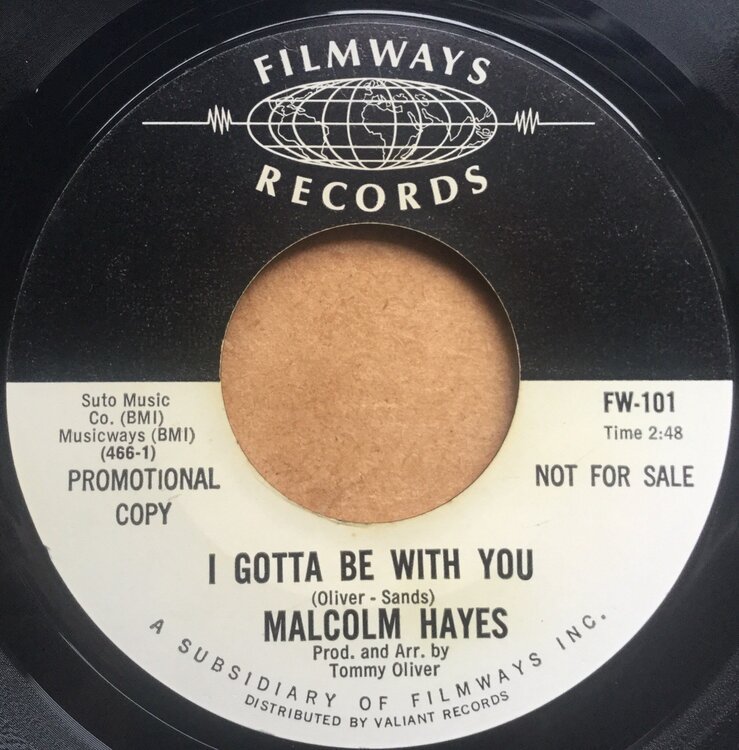 FILMWAYS
RECORDS
Suto Music
Co. (BMI)
Musicways (BMI)
(466-1)
PROMOTIONAL
COPY
FW-101
Time 2:48
NOT FOR SALE
I GOTTA BE WITH YOU
(Oliver - Sands)
MALCOLM HAYES
Prod. and Arr. by
Tommy Oliver
A SUBSIDIARY OF FILMWAYS INC.
DISTRIBUTED BY VALIANT RECORDS